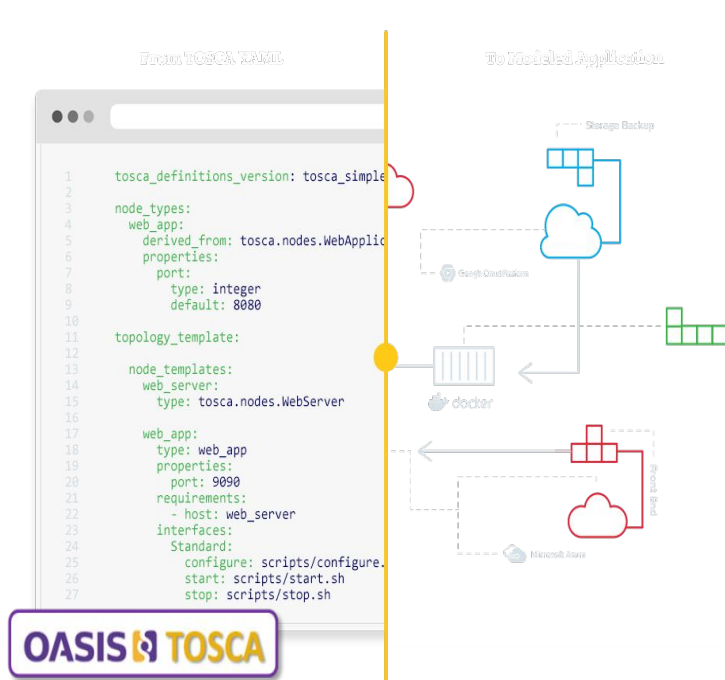 From TOSCA YAML
To Modeled Application
1 tosca_definitions_version: tosca_simple
2
3 node_types:
4 web_app:
5 derived_from: tosca.nodes.WebApplic
6 properties:
7 port:
8 type: integer
9 default: 8080
10
11 topology_template:
12
13 node_templates:
14 web_server:
15 type: tosca.nodes.WebServer
16
17 web_app:
18 type: web_app
19 properties:
20 port: 9090
21 requirements:
22 - host: web_server
23 interfaces:
24 Standard:
25 configure: scripts/configure.
26 start: scripts/start.sh
27 stop: scripts/stop.sh
OASIS TOSCA
Storage Backup
Google Cloud Platform
docker
Front End
Microsoft Azure